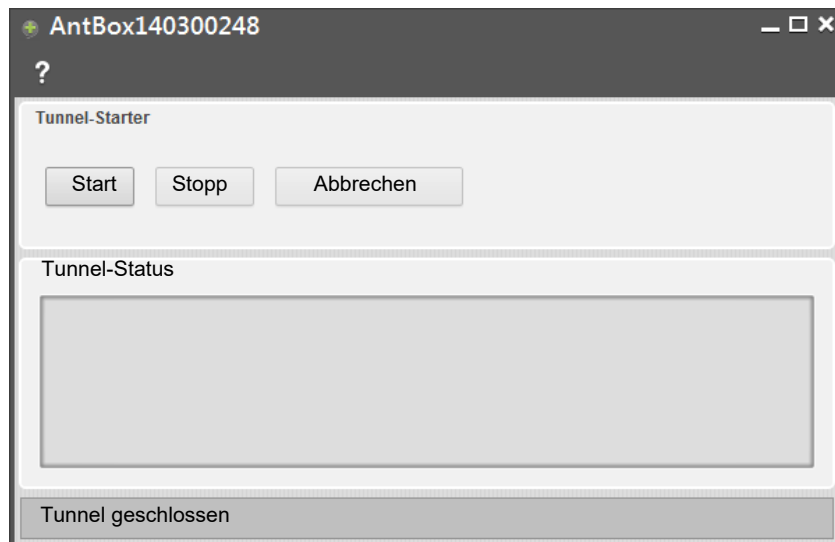 AntBox140300248
?
Tunnel-Starter
Start Stopp Abbrechen
Tunnel-Status
Tunnel geschlossen